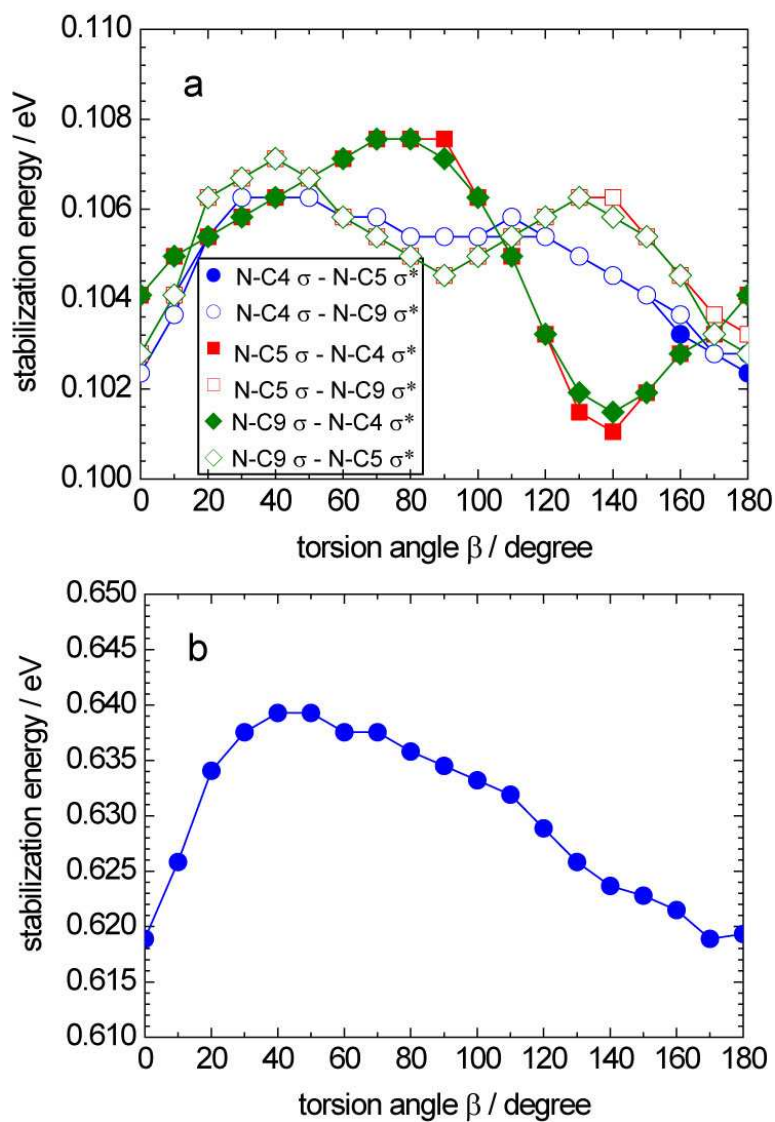 0.110
0.108
0.106
0.104
0.102
0.100
stabilization energy / eV
a
N-C4 σ - N-C5 σ*
N-C4 σ - N-C9 σ*
N-C5 σ - N-C4 σ*
N-C5 σ - N-C9 σ*
N-C9 σ - N-C4 σ*
N-C9 σ - N-C5 σ*
0 20 40 60 80 100 120 140 160 180
torsion angle β / degree
0.650
0.645
0.640
0.635
0.630
0.625
0.620
0.615
0.610
stabilization energy / eV
b
0 20 40 60 80 100 120 140 160 180
torsion angle β / degree